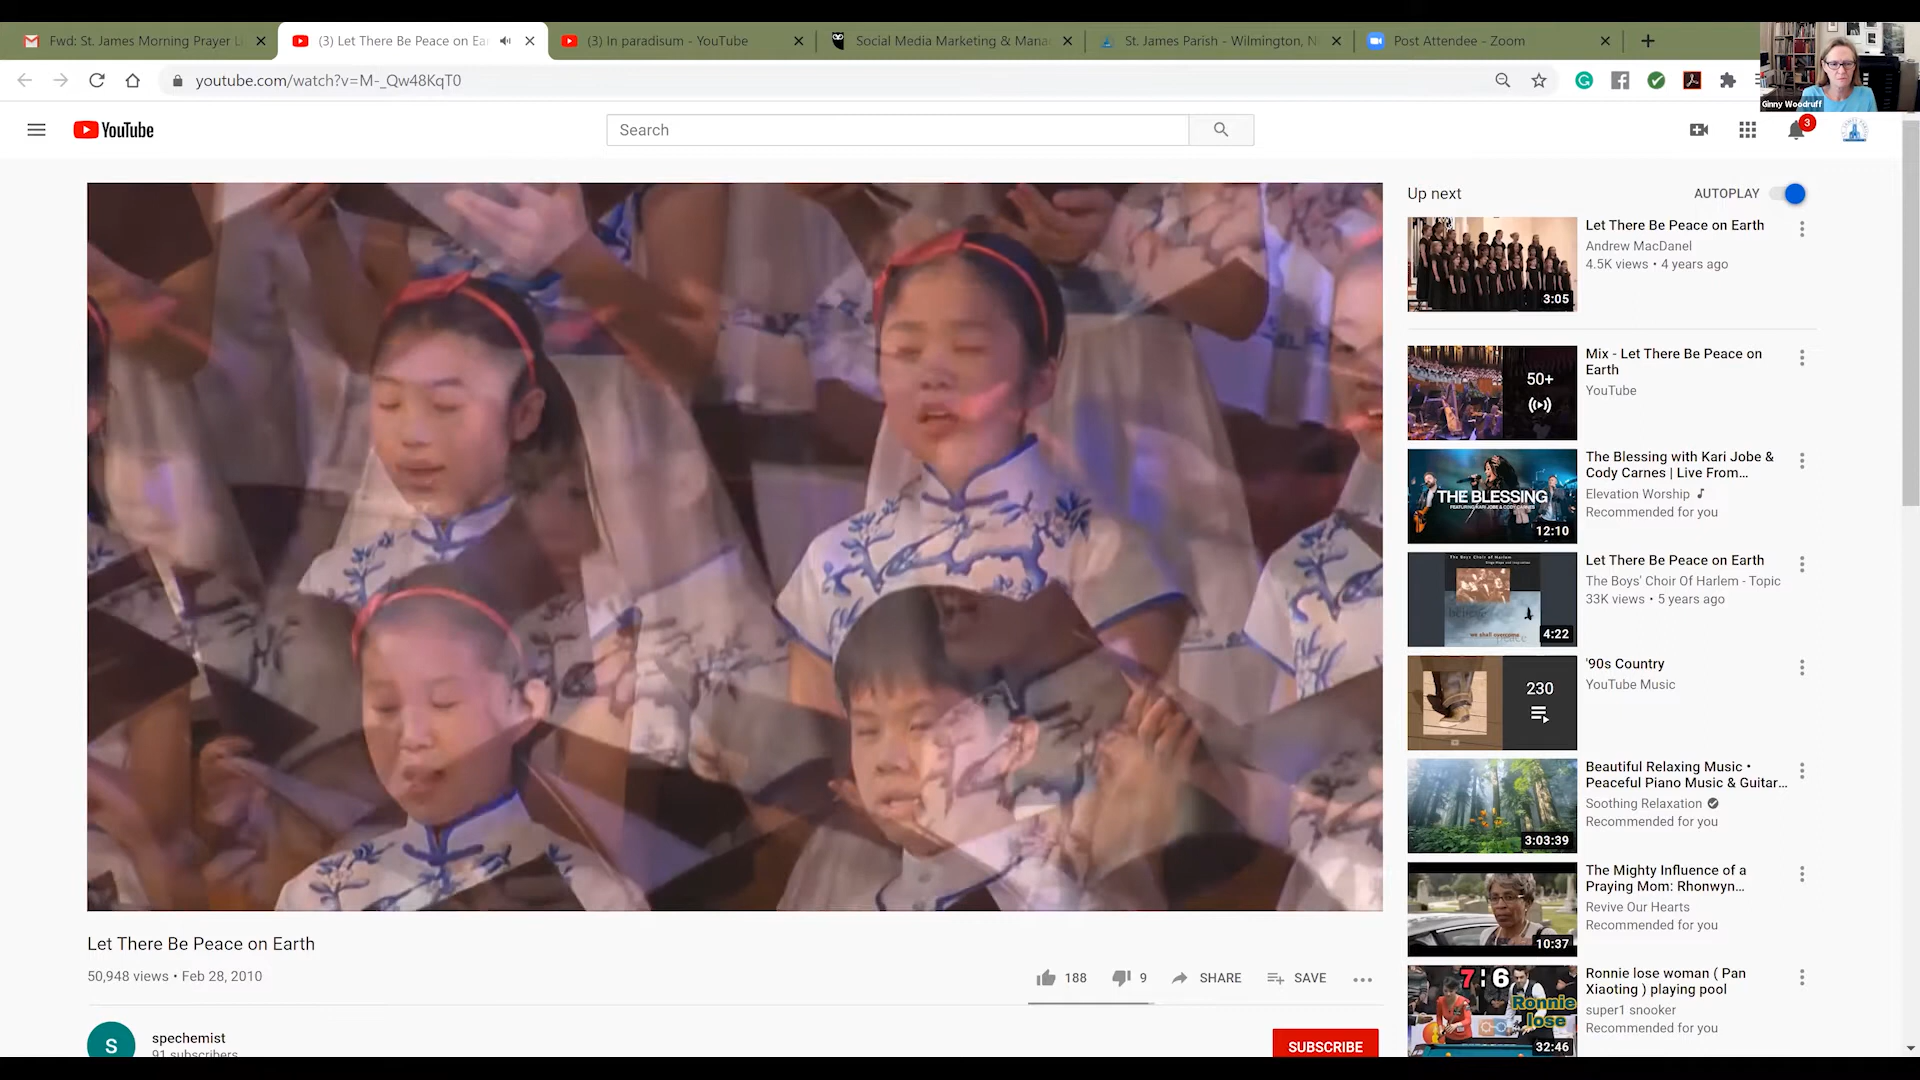 Fwd: St. James Morning Prayer L
(3) Let There Be Peace on Ear
(3) In paradisum - YouTube
Social Media Marketing & Mana
St. James Parish - Wilmington, N
Post Attendee - Zoom
Ginny Woodruff
youtube.com/watch?v=M-_Qw48KqT0
YouTube
Search
3
Up next
AUTOPLAY
Let There Be Peace on Earth
Andrew MacDanel
4.5K views • 4 years ago
3:05
Mix - Let There Be Peace on
Earth
YouTube
50+
The Blessing with Kari Jobe &
Cody Carnes | Live From...
Elevation Worship
Recommended for you
THE BLESSING
12:10
Let There Be Peace on Earth
The Boys' Choir Of Harlem - Topic
33K views • 5 years ago
4:22
'90s Country
YouTube Music
230
Beautiful Relaxing Music •
Peaceful Piano Music & Guitar...
Soothing Relaxation
Recommended for you
3:03:39
The Mighty Influence of a
Praying Mom: Rhonwyn...
Revive Our Hearts
Recommended for you
10:37
Ronnie lose woman ( Pan
Xiaoting ) playing pool
super1 snooker
Recommended for you
7:6
Ronnie
lose
32:46
Let There Be Peace on Earth
50,948 views • Feb 28, 2010
188
9
SHARE
SAVE
S
spechemist
91 subscribers
SUBSCRIBE